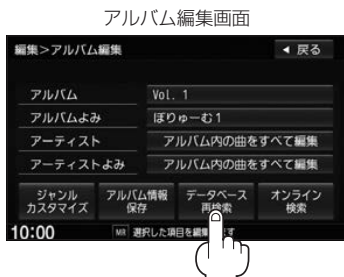 アルバム編集画面
編集>アルバム編集
◀ 戻る
アルバム
Vol. 1
アルバムよみ
ぼりゅーむ1
アーティスト
アルバム内の曲をすべて編集
アーティストよみ
アルバム内の曲をすべて編集
ジャンル
カスタマイズ
アルバム情報
保存
データベース
再検索
オンライン
検索
10:00
MR 選択した項目を編集 ます